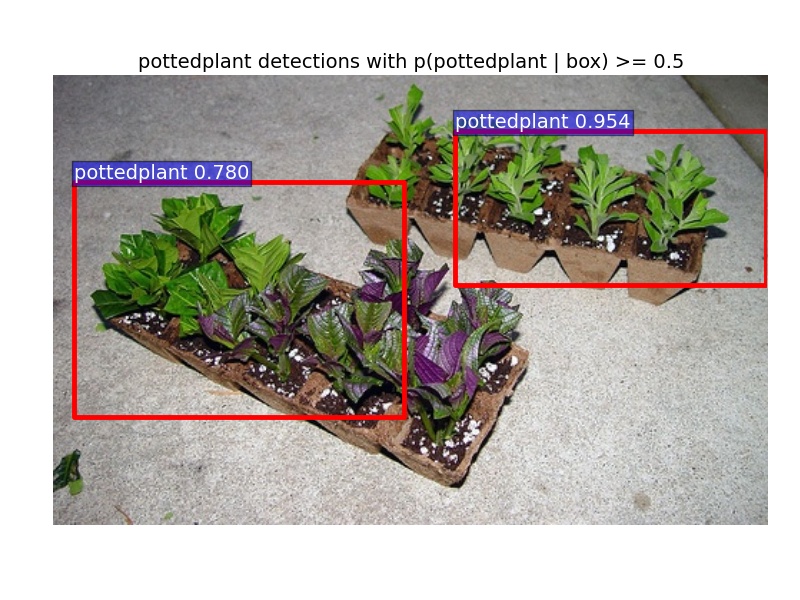 pottedplant detections with p(pottedplant | box) >= 0.5
pottedplant 0.954
pottedplant 0.780